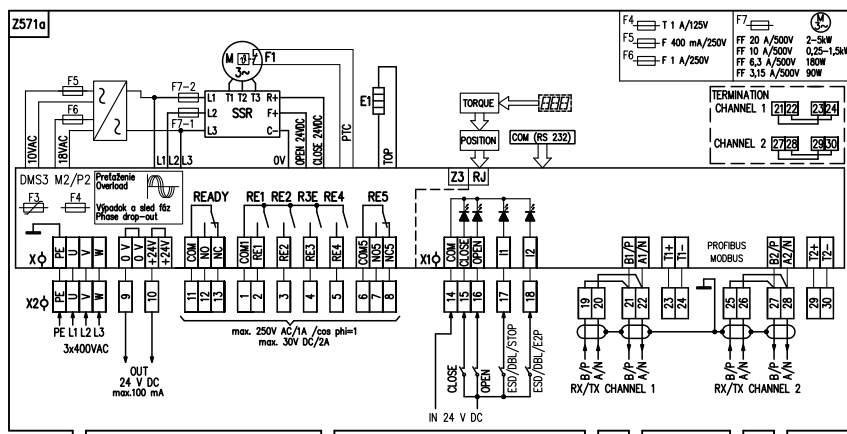 Z571a
F4 T 1 A/125V
F5 F 400 mA/250V
F6 F 1 A/250V
F7
M 3~
FF 20 A/500V 2-5kW
FF 10 A/500V 0,25-1,5kW
FF 6,3 A/500V 180W
FF 3,15 A/500V 90W
TERMINATION
CHANNEL 1 21 22 23 24
CHANNEL 2 27 28 29 30
M 3~ F1
F5
F6
F7-2
F7-1
T1 T2 T3
L1 R+
SSR
L2 F+
L3 C-
10VAC
18VAC
L1 L2 L3
0V
OPEN 24VDC
CLOSE 24VDC
PTC
E1
TOP
TORQUE
POSITION
COM (RS 232)
Z3 RJ
DMS3 M2/P2
F3 F4
Preťaženie
Overload
Výpadok a sled fáz
Phase drop-out
READY RE1 RE2 R3E RE4 RE5
X
PE U V W
0 V 0 V +24V +24V
COM NO NC
COM1 RE1 RE2 RE3 RE4
COM5 NO5 NC5
X1
COM CLOSE OPEN I1 I2
B1/P A1/N T1+ T1-
PROFIBUS
MODBUS
B2/P A2/N T2+ T2-
X2
PE U V W
9 10
11 12 13
1 2 3 4 5
6 7 8
14 15 16 17 18
19 20 21 22 23 24
25 26 27 28 29 30
PE L1 L2 L3
3x400VAC
OUT
24 V DC
max.100 mA
max. 250V AC/1A /cos phi=1
max. 30V DC/2A
CLOSE
OPEN
ESD/DBL/STOP
ESD/DBL/E2P
IN 24 V DC
B/P A/N B/P A/N
RX/TX CHANNEL 1
B/P A/N B/P A/N
RX/TX CHANNEL 2